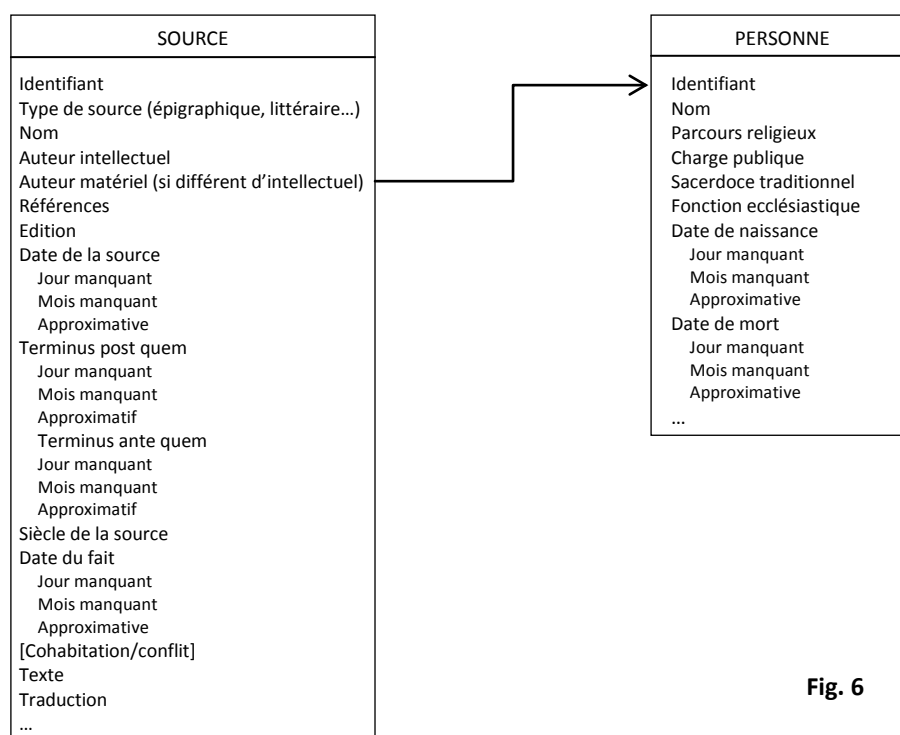 SOURCE
Identifiant
Type de source (épigraphique, littéraire…)
Nom
Auteur intellectuel
Auteur matériel (si différent d’intellectuel)
Références
Edition
Date de la source
Jour manquant
Mois manquant
Approximative
Terminus post quem
Jour manquant
Mois manquant
Approximatif
Terminus ante quem
Jour manquant
Mois manquant
Approximatif
Siècle de la source
Date du fait
Jour manquant
Mois manquant
Approximative
[Cohabitation/conflit]
Texte
Traduction
…
PERSONNE
Identifiant
Nom
Parcours religieux
Charge publique
Sacerdoce traditionnel
Fonction ecclésiastique
Date de naissance
Jour manquant
Mois manquant
Approximative
Date de mort
Jour manquant
Mois manquant
Approximative
…
Fig. 6